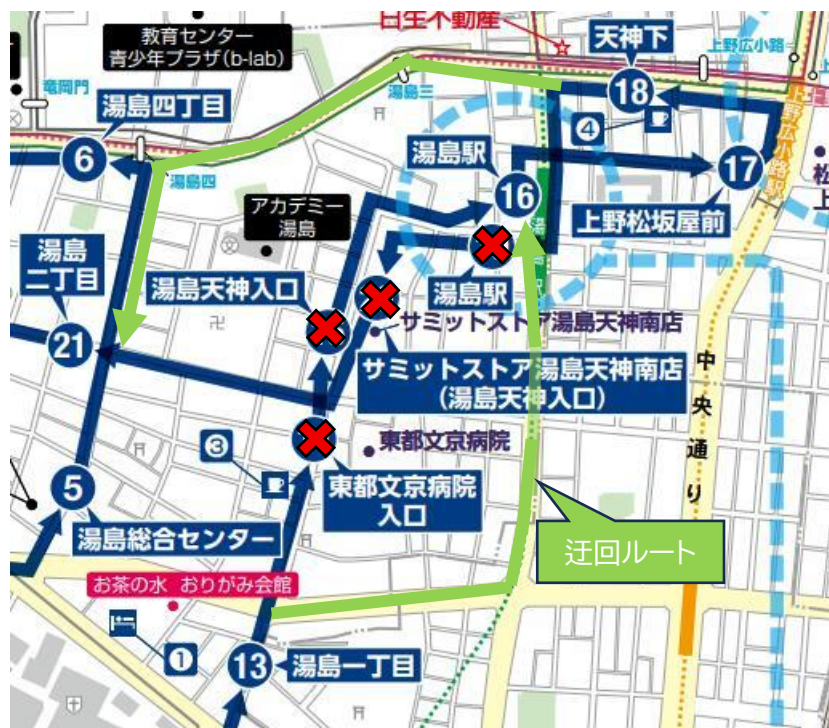 日生不動産
教育センター
青少年プラザ(b-lab)
天神下
上野広小路
竜岡門
湯島三
18
湯島四丁目
④
6
湯島四
湯島駅
16
17
上野広小路駅
松
上
上野松坂屋前
アカデミー
湯島
湯島
二丁目
湯島天神入口
湯島駅
サミットストア湯島天神南店
21
サミットストア湯島天神南店
(湯島天神入口)
中央通り
東都文京病院
③
5
東都文京病院
入口
湯島総合センター
迂回ルート
お茶の水 おりがみ会館
①
13
湯島一丁目